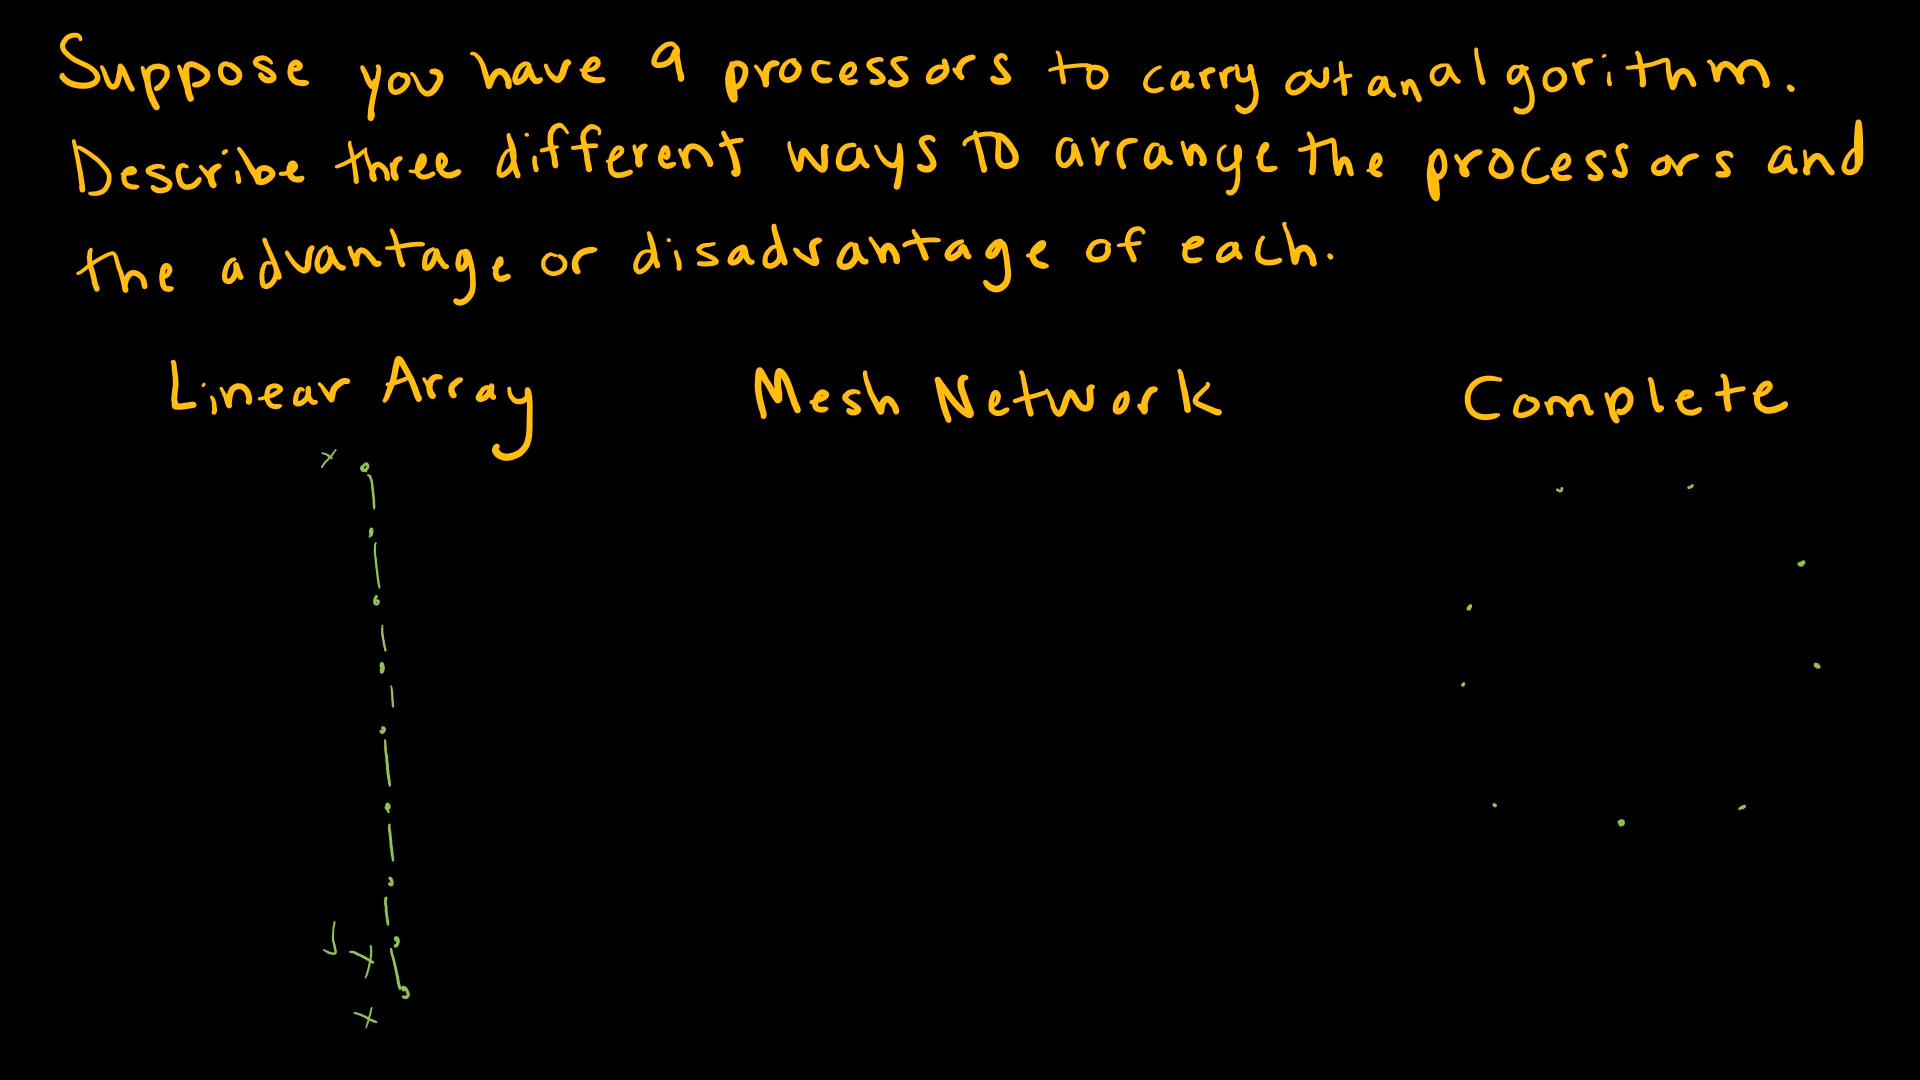 Suppose you have 9 processors to carry out an algorithm.
Describe three different ways to arrange the processors and
the advantage or disadvantage of each.
Linear Array Mesh Network Complete